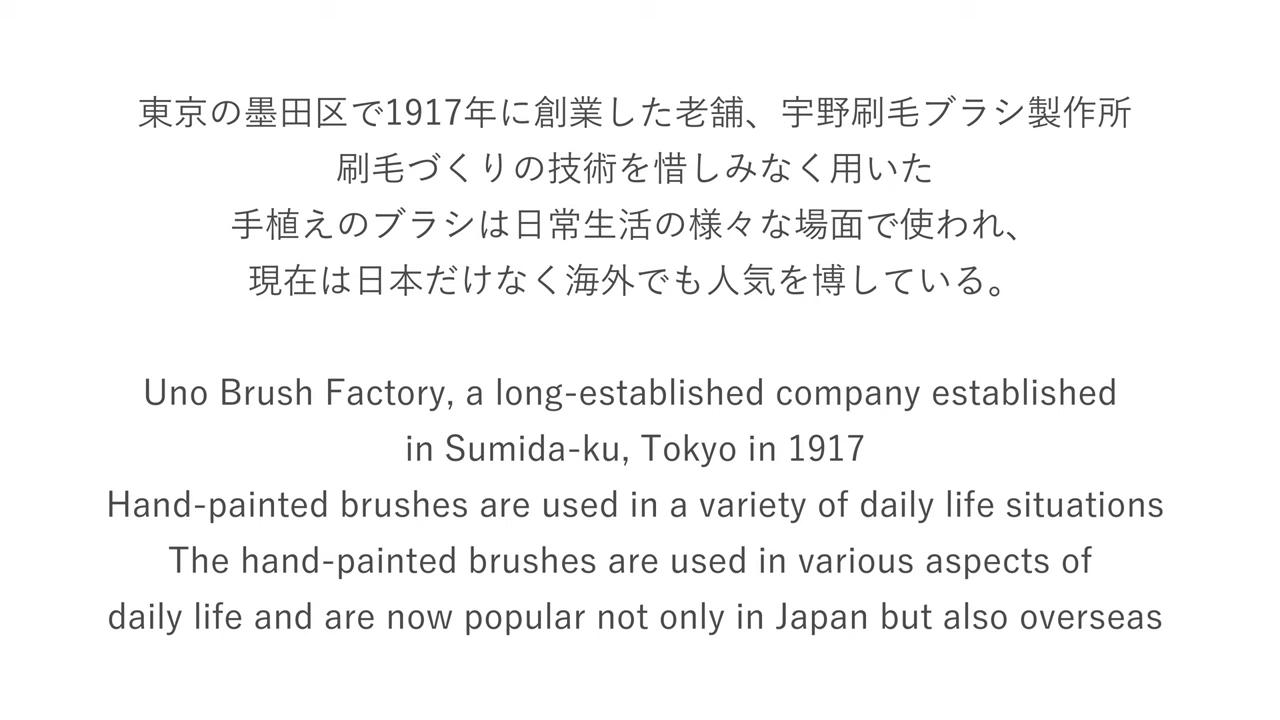 東京の墨田区で1917年に創業した老舗、宇野刷毛ブラシ製作所
刷毛づくりの技術を惜しみなく用いた
手植えのブラシは日常生活の様々な場面で使われ、
現在は日本だけなく海外でも人気を博している。
Uno Brush Factory, a long-established company established
in Sumida-ku, Tokyo in 1917
Hand-painted brushes are used in a variety of daily life situations
The hand-painted brushes are used in various aspects of
daily life and are now popular not only in Japan but also overseas